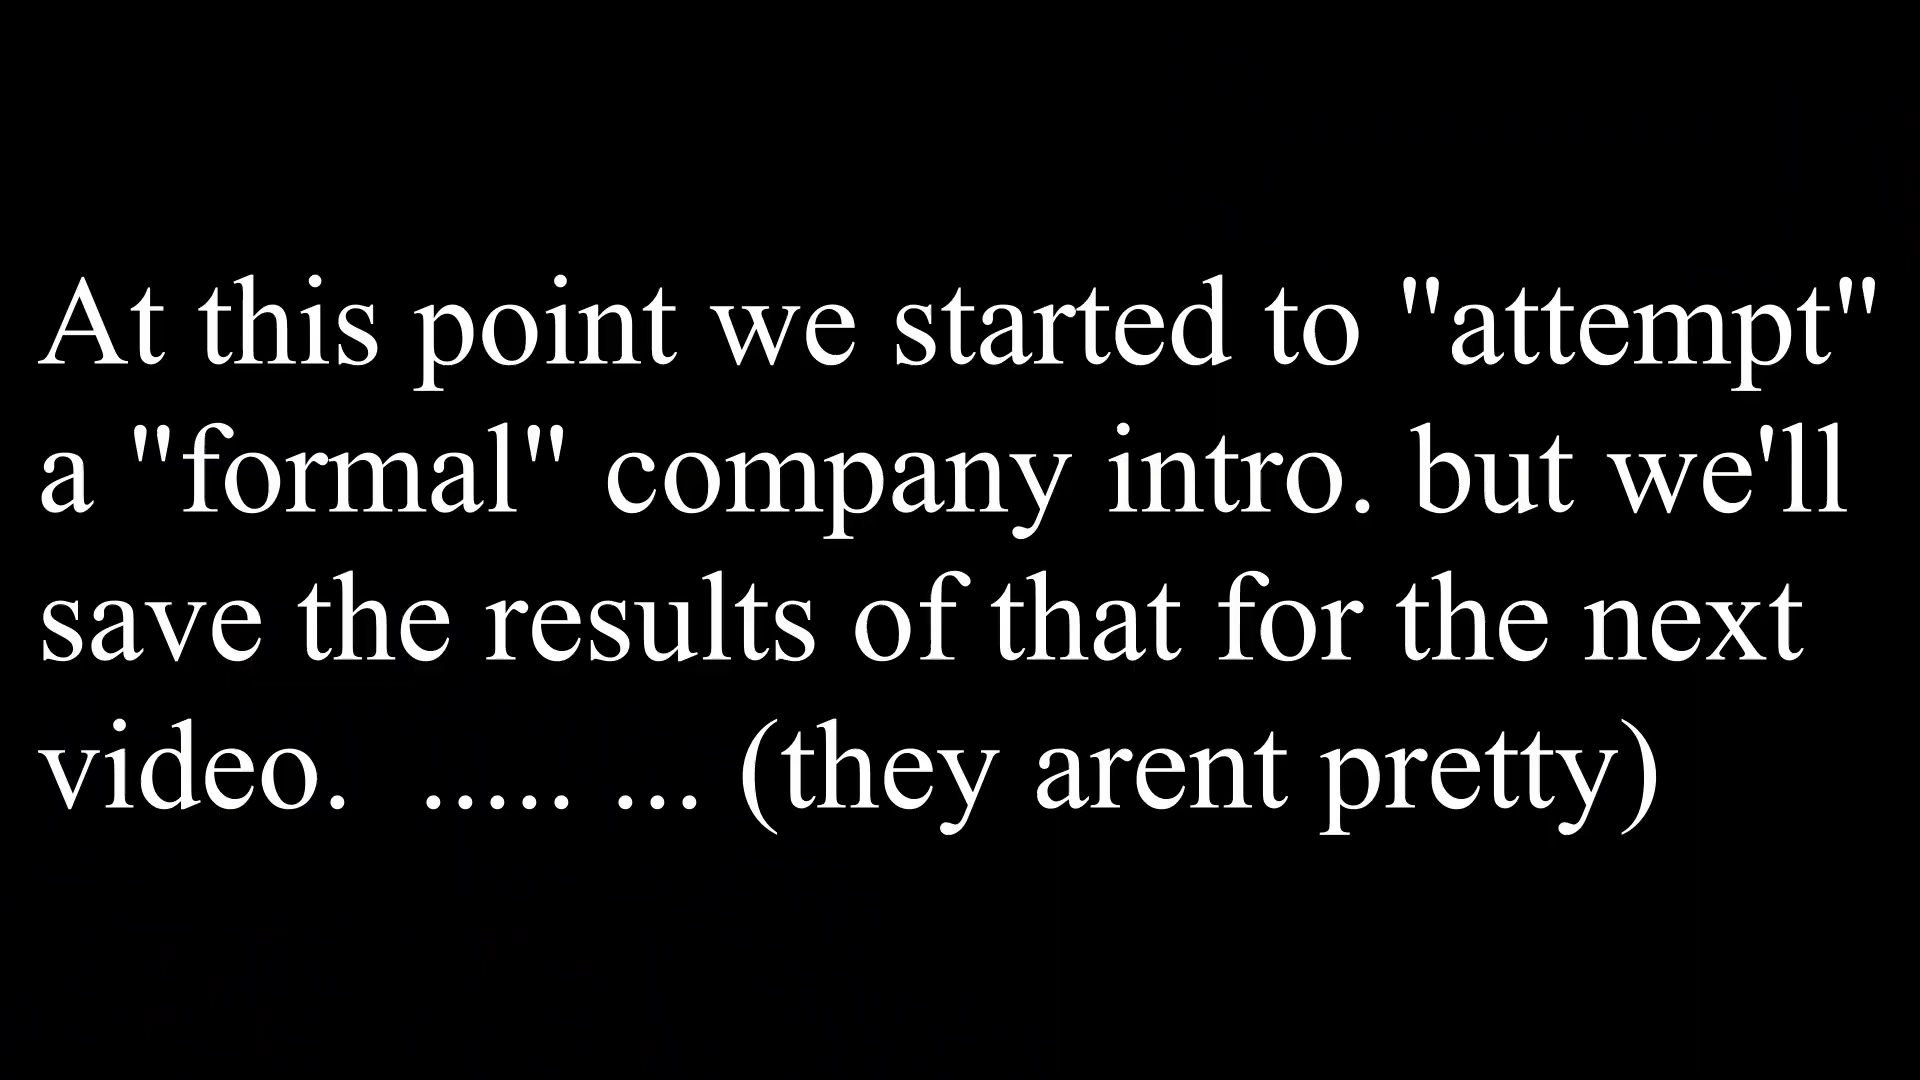 At this point we started to "attempt"
a "formal" company intro. but we'll
save the results of that for the next
video.  ..... ... (they arent pretty)